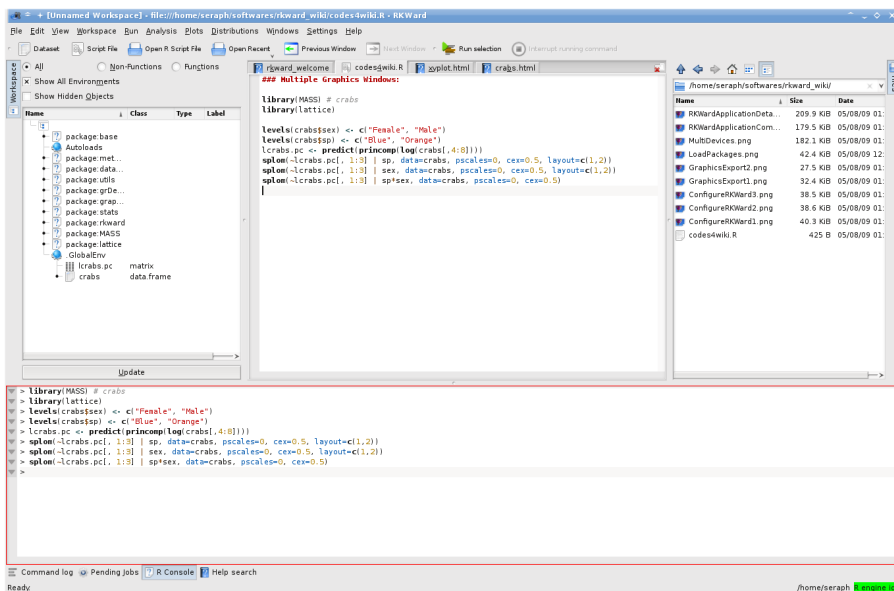 [Unnamed Workspace] - file:///home/seraph/softwares/rkward_wiki/codes4wiki.R - RKWard
File Edit View Workspace Run Analysis Plots Distributions Windows Settings Help
Dataset Script File Open R Script File Open Recent Previous Window Next Window Run selection Interrupt running command
Workspace
All Non-Functions Functions
Show All Environments
Show Hidden Objects
Name Class Type Label
package:base
Autoloads
package:met...
package:data...
package:utils
package:grDe...
package:grap...
package:stats
package:rkward
package:MASS
package:lattice
.GlobalEnv
lcrabs.pc matrix
crabs data.frame
Update
rkward_welcome codes4wiki.R xyplot.html crabs.html
### Multiple Graphics Windows:
library(MASS) # crabs
library(lattice)
levels(crabs$sex) <- c("Female", "Male")
levels(crabs$sp) <- c("Blue", "Orange")
lcrabs.pc <- predict(princomp(log(crabs[,4:8])))
splom(~lcrabs.pc[, 1:3] | sp, data=crabs, pscales=0, cex=0.5, layout=c(1,2))
splom(~lcrabs.pc[, 1:3] | sex, data=crabs, pscales=0, cex=0.5, layout=c(1,2))
splom(~lcrabs.pc[, 1:3] | sp*sex, data=crabs, pscales=0, cex=0.5)
/home/seraph/softwares/rkward_wiki/
Name Size Date
RKWardApplicationDeta... 209.9 KiB 05/08/09 01:
RKWardApplicationCom... 179.5 KiB 05/08/09 01:
MultiDevices.png 182.1 KiB 05/08/09 01:
LoadPackages.png 42.4 KiB 05/08/09 12:
GraphicsExport2.png 27.5 KiB 05/08/09 01:
GraphicsExport1.png 32.4 KiB 05/08/09 01:
ConfigureRKWard3.png 38.5 KiB 05/08/09 01:
ConfigureRKWard2.png 38.6 KiB 05/08/09 01:
ConfigureRKWard1.png 40.3 KiB 05/08/09 01:
codes4wiki.R 425 B 05/08/09 01:
> library(MASS) # crabs
> library(lattice)
> levels(crabs$sex) <- c("Female", "Male")
> levels(crabs$sp) <- c("Blue", "Orange")
> lcrabs.pc <- predict(princomp(log(crabs[,4:8])))
> splom(~lcrabs.pc[, 1:3] | sp, data=crabs, pscales=0, cex=0.5, layout=c(1,2))
> splom(~lcrabs.pc[, 1:3] | sex, data=crabs, pscales=0, cex=0.5, layout=c(1,2))
> splom(~lcrabs.pc[, 1:3] | sp*sex, data=crabs, pscales=0, cex=0.5)
>
Command log Pending Jobs R Console Help search
Ready. /home/seraph R engine